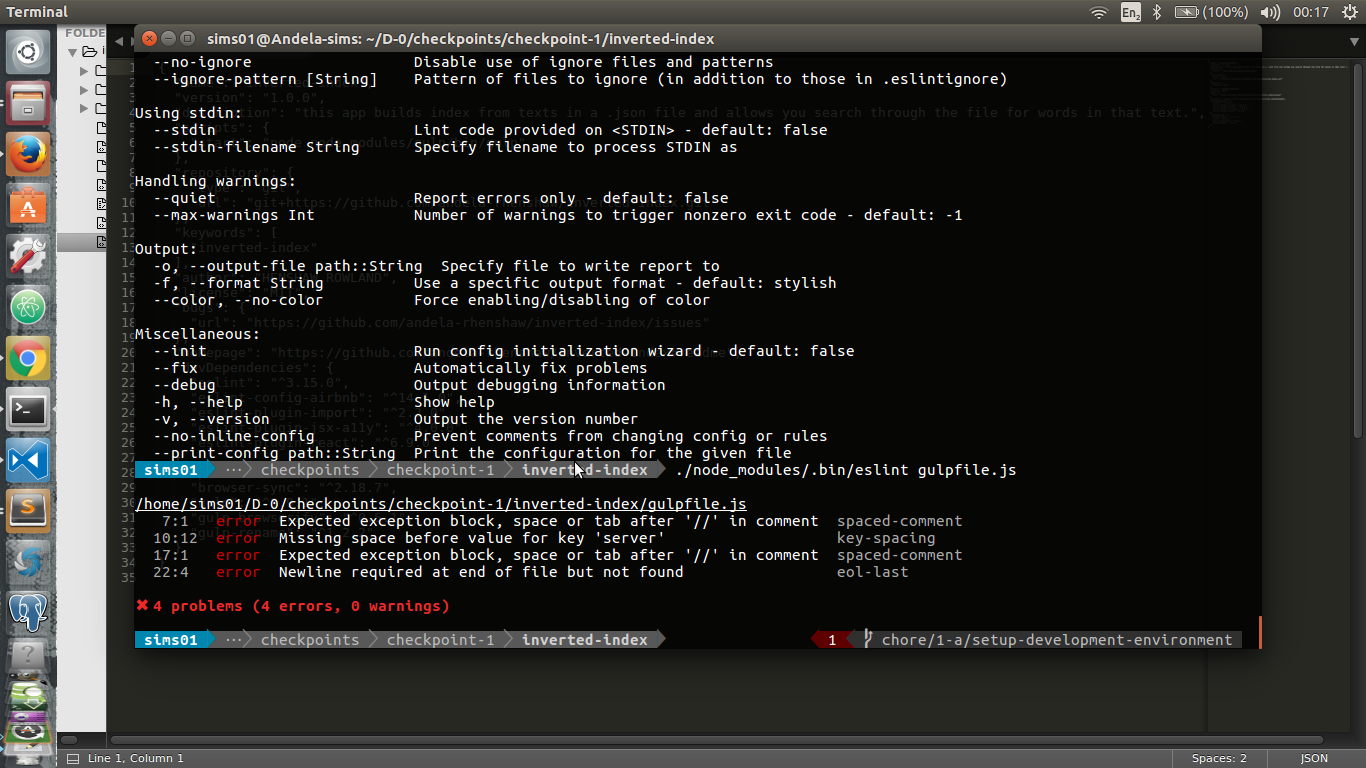 Terminal
En2
(100%)
00:17
FOLDE
sims01@Andela-sims: ~/D-0/checkpoints/checkpoint-1/inverted-index
--no-ignore Disable use of ignore files and patterns
--ignore-pattern [String] Pattern of files to ignore (in addition to those in .eslintignore)
Using stdin:
--stdin Lint code provided on <STDIN> - default: false
--stdin-filename String Specify filename to process STDIN as
Handling warnings:
--quiet Report errors only - default: false
--max-warnings Int Number of warnings to trigger nonzero exit code - default: -1
Output:
-o, --output-file path::String Specify file to write report to
-f, --format String Use a specific output format - default: stylish
--color, --no-color Force enabling/disabling of color
Miscellaneous:
--init Run config initialization wizard - default: false
--fix Automatically fix problems
--debug Output debugging information
-h, --help Show help
-v, --version Output the version number
--no-inline-config Prevent comments from changing config or rules
--print-config path::String Print the configuration for the given file
sims01 ··· checkpoints checkpoint-1 inverted-index ./node_modules/.bin/eslint gulpfile.js
/home/sims01/D-0/checkpoints/checkpoint-1/inverted-index/gulpfile.js
7:1 error Expected exception block, space or tab after '//' in comment spaced-comment
10:12 error Missing space before value for key 'server' key-spacing
17:1 error Expected exception block, space or tab after '//' in comment spaced-comment
22:4 error Newline required at end of file but not found eol-last
✖ 4 problems (4 errors, 0 warnings)
sims01 ··· checkpoints checkpoint-1 inverted-index 1 chore/1-a/setup-development-environment
Line 1, Column 1
Spaces: 2
JSON